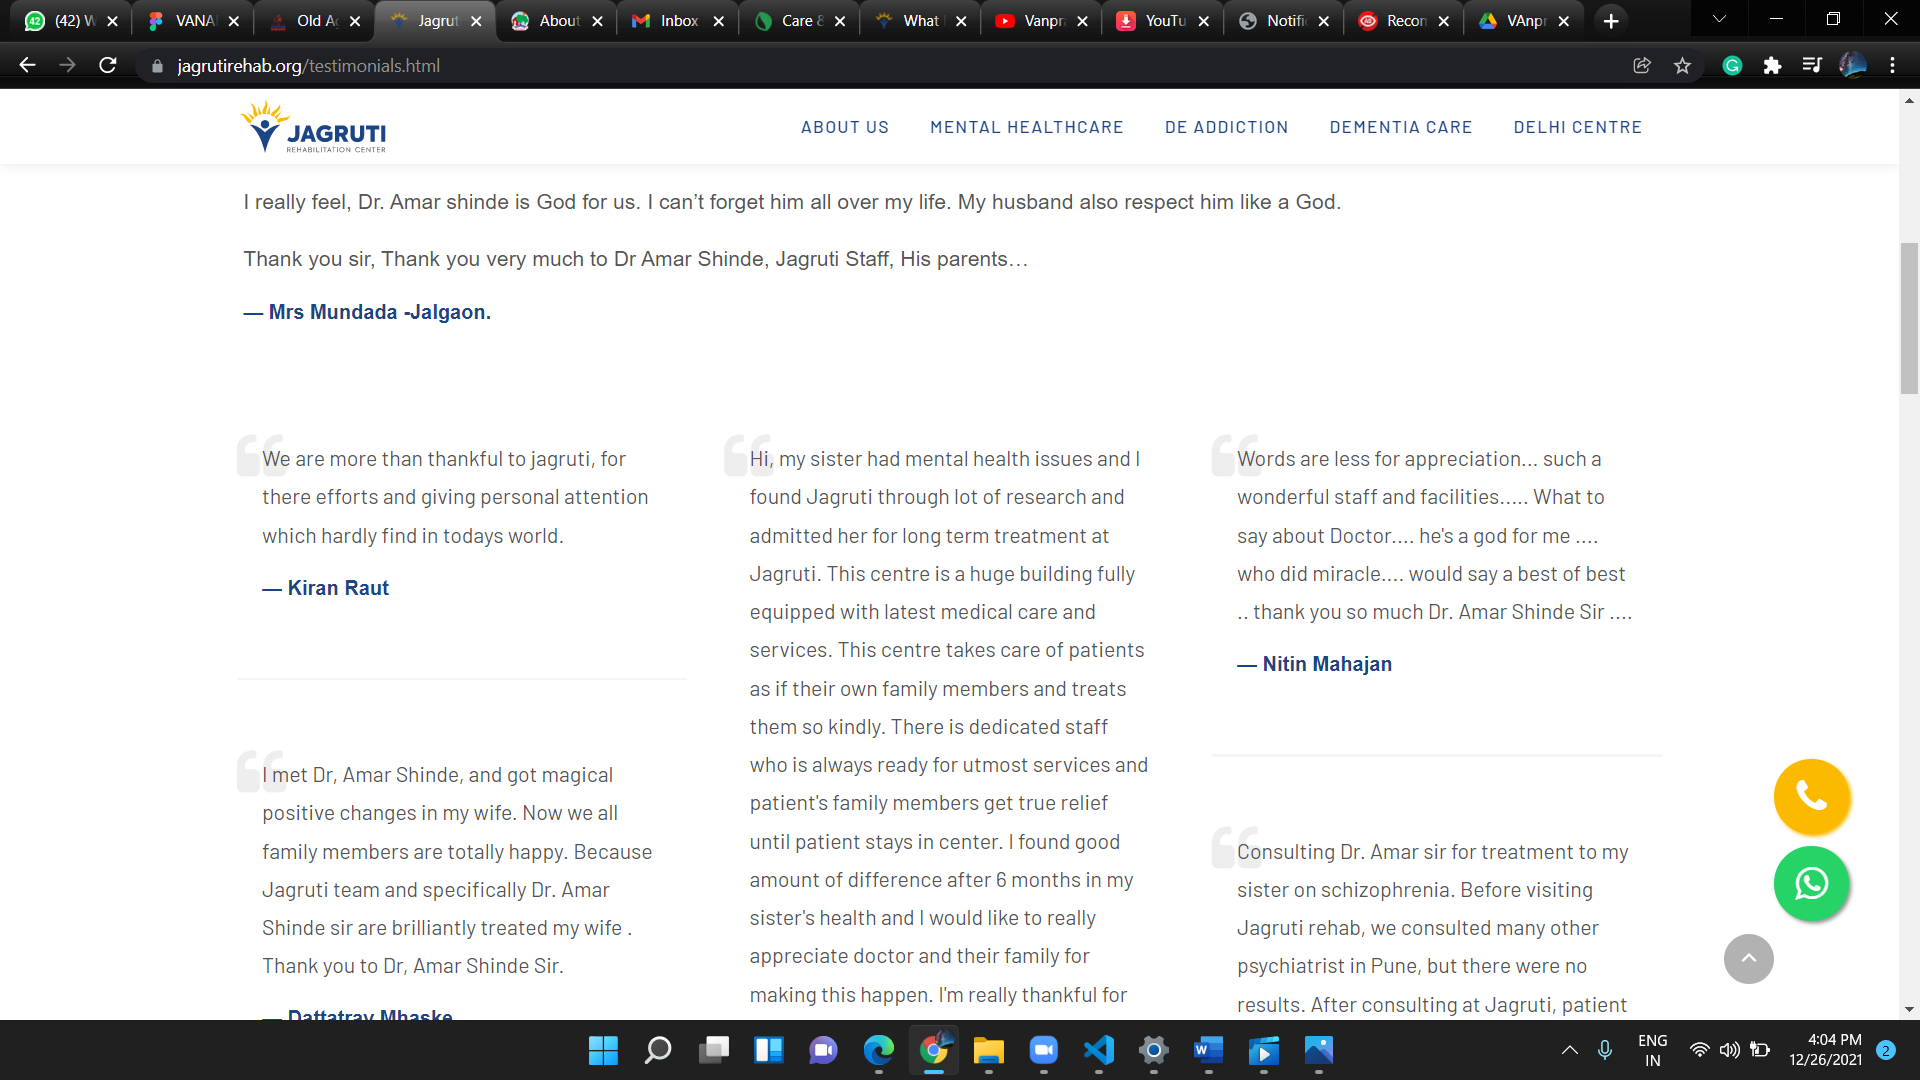 (42) W
VANA
Old A
Jagrut
About
Inbox
Care &
What
Vanpr
YouTu
Notifi
Recon
VAnpr
jagrutirehab.org/testimonials.html
JAGRUTI
REHABILITATION CENTER
ABOUT US
MENTAL HEALTHCARE
DE ADDICTION
DEMENTIA CARE
DELHI CENTRE
I really feel, Dr. Amar shinde is God for us. I can’t forget him all over my life. My husband also respect him like a God.
Thank you sir, Thank you very much to Dr Amar Shinde, Jagruti Staff, His parents…
— Mrs Mundada -Jalgaon.
We are more than thankful to jagruti, for
there efforts and giving personal attention
which hardly find in todays world.
— Kiran Raut
I met Dr, Amar Shinde, and got magical
positive changes in my wife. Now we all
family members are totally happy. Because
Jagruti team and specifically Dr. Amar
Shinde sir are brilliantly treated my wife .
Thank you to Dr, Amar Shinde Sir.
— Dattatray Mhaske
Hi, my sister had mental health issues and I
found Jagruti through lot of research and
admitted her for long term treatment at
Jagruti. This centre is a huge building fully
equipped with latest medical care and
services. This centre takes care of patients
as if their own family members and treats
them so kindly. There is dedicated staff
who is always ready for utmost services and
patient's family members get true relief
until patient stays in center. I found good
amount of difference after 6 months in my
sister's health and I would like to really
appreciate doctor and their family for
making this happen. I'm really thankful for
Words are less for appreciation... such a
wonderful staff and facilities..... What to
say about Doctor.... he's a god for me ....
who did miracle.... would say a best of best
.. thank you so much Dr. Amar Shinde Sir ....
— Nitin Mahajan
Consulting Dr. Amar sir for treatment to my
sister on schizophrenia. Before visiting
Jagruti rehab, we consulted many other
psychiatrist in Pune, but there were no
results. After consulting at Jagruti, patient
ENG
IN
4:04 PM
12/26/2021
2